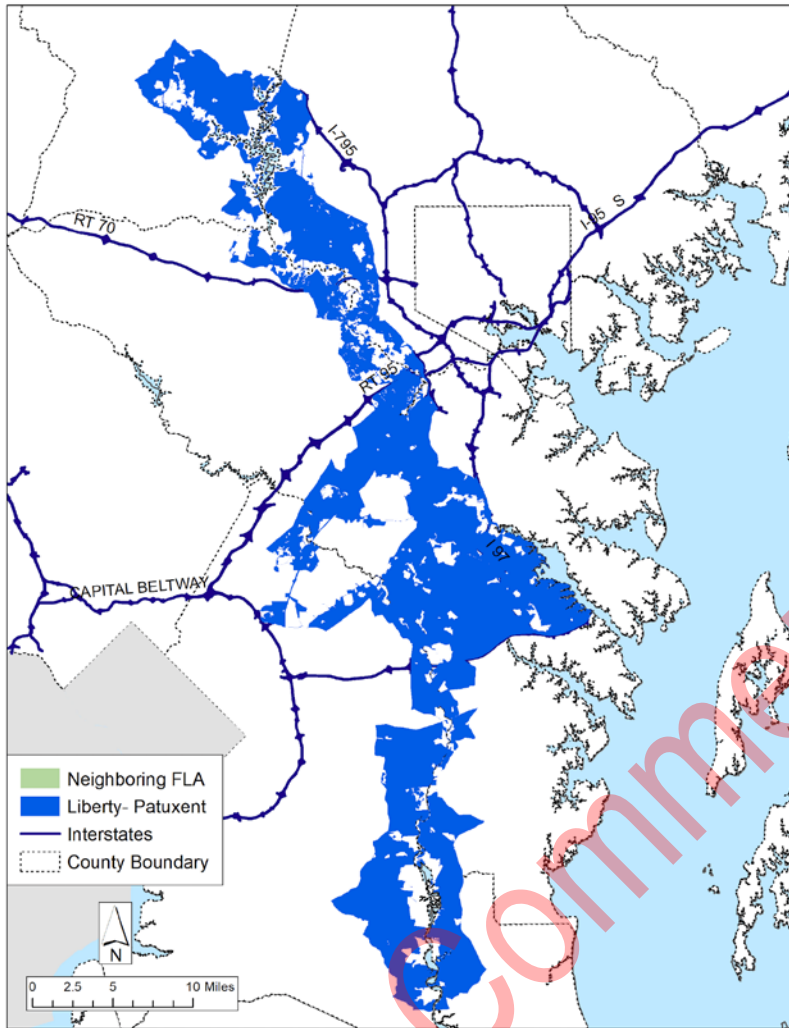 I-795
RT 70
I-95 S
RT 95
I 97
CAPITAL BELTWAY
Neighboring FLA
Liberty- Patuxent
Interstates
County Boundary
N
0 2.5 5 10 Miles
Comme